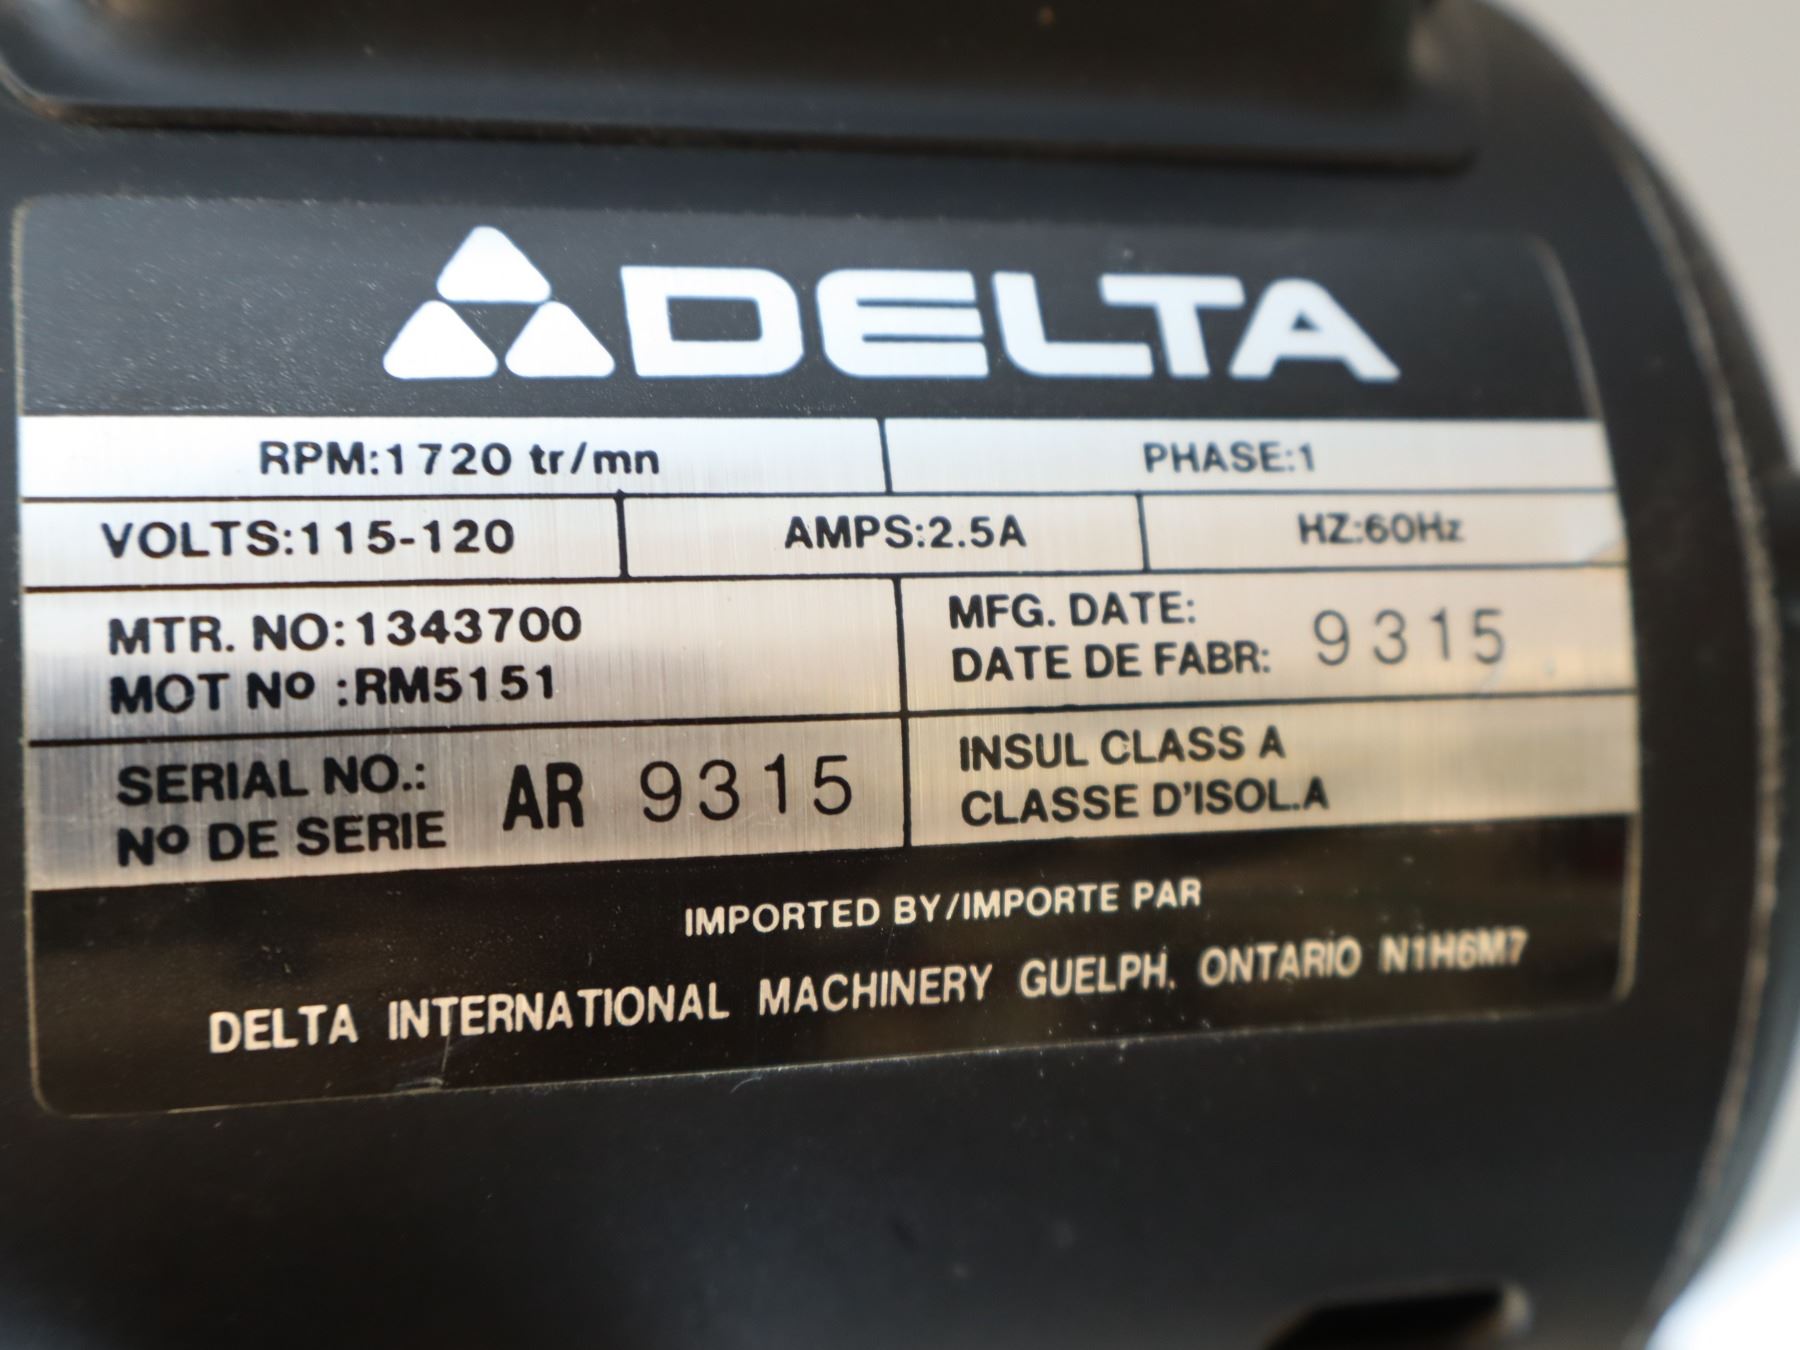 DELTA
RPM:1720 tr/mn
PHASE:1
VOLTS:115-120
AMPS:2.5A
HZ:60Hz
MTR. NO:1343700
MOT Nº :RM5151
MFG. DATE:
DATE DE FABR: 9315
SERIAL NO.:
Nº DE SERIE AR 9315
INSUL CLASS A
CLASSE D'ISOL.A
IMPORTED BY/IMPORTE PAR
DELTA INTERNATIONAL MACHINERY GUELPH, ONTARIO N1H6M7